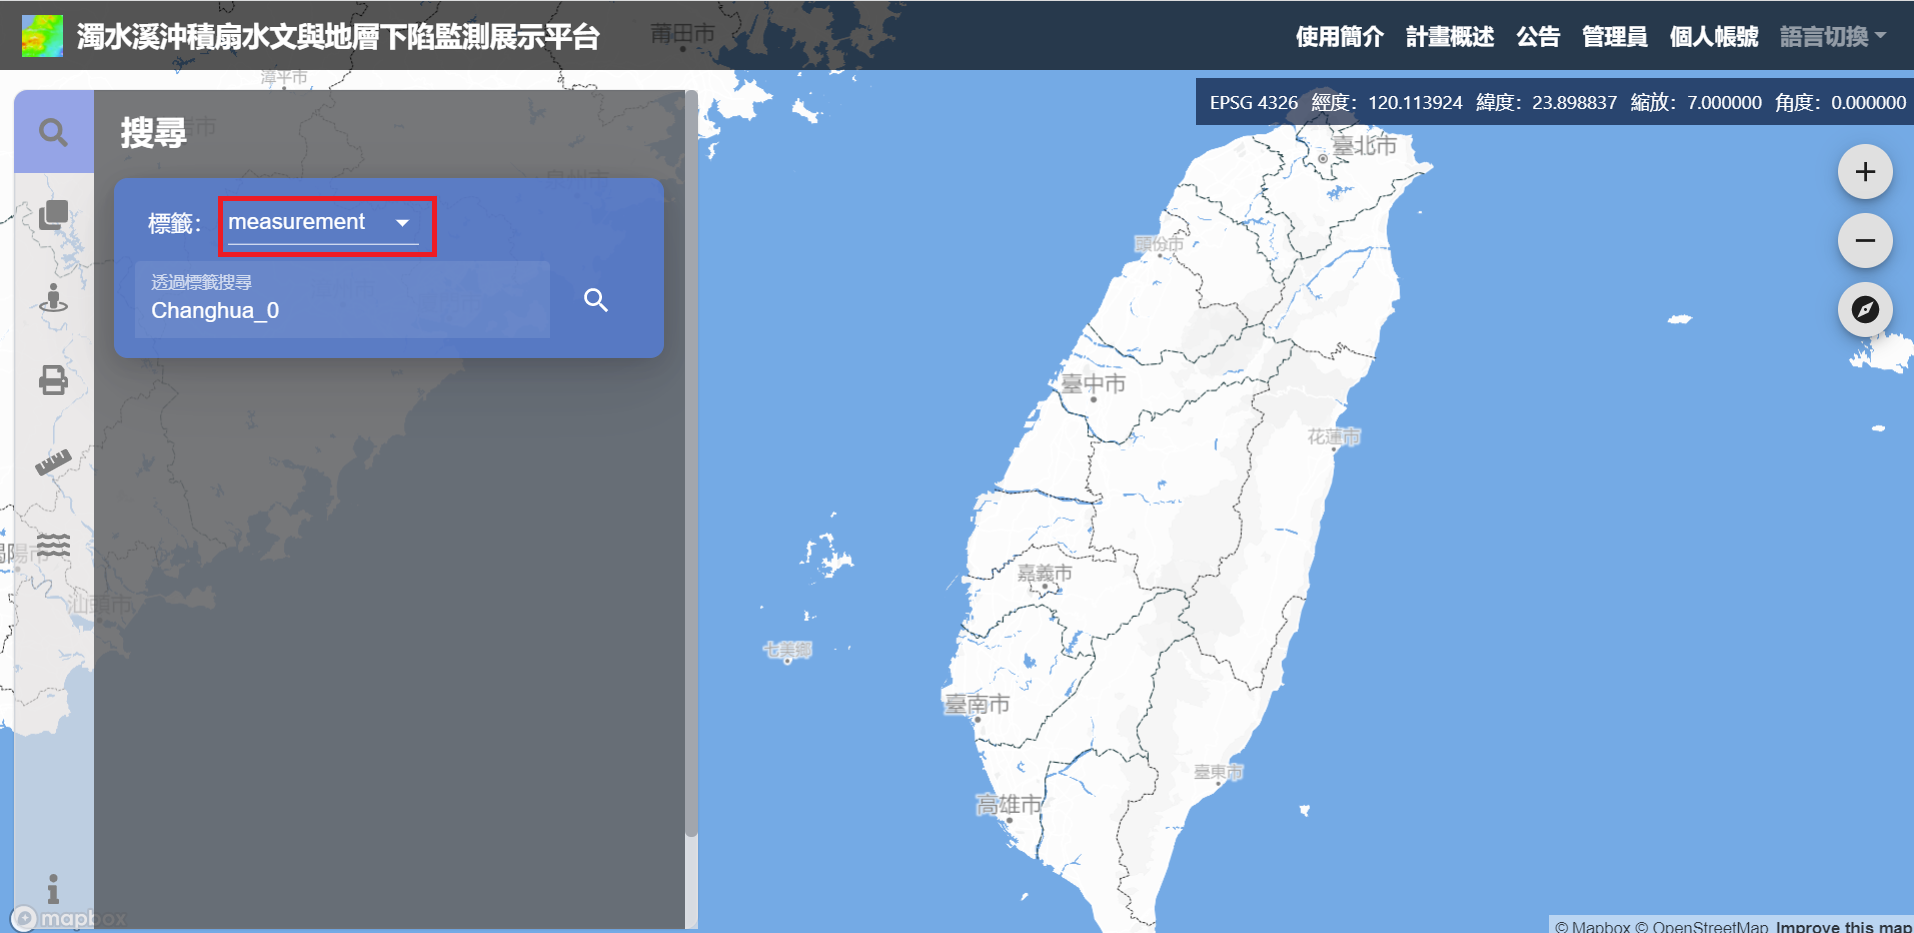 濁水溪沖積扇水文與地層下陷監測展示平台
使用簡介 計畫概述 公告 管理員 個人帳號 語言切換
莆田市
漳平市
EPSG 4326 經度：120.113924 緯度：23.898837 縮放：7.000000 角度：0.000000
搜尋
標籤： measurement
透過標籤搜尋
Changhua_0
臺北市
頭份市
臺中市
花蓮市
嘉義市
汕頭市
七美鄉
臺南市
臺東市
高雄市
mapbox
© Mapbox © OpenStreetMap Improve this map